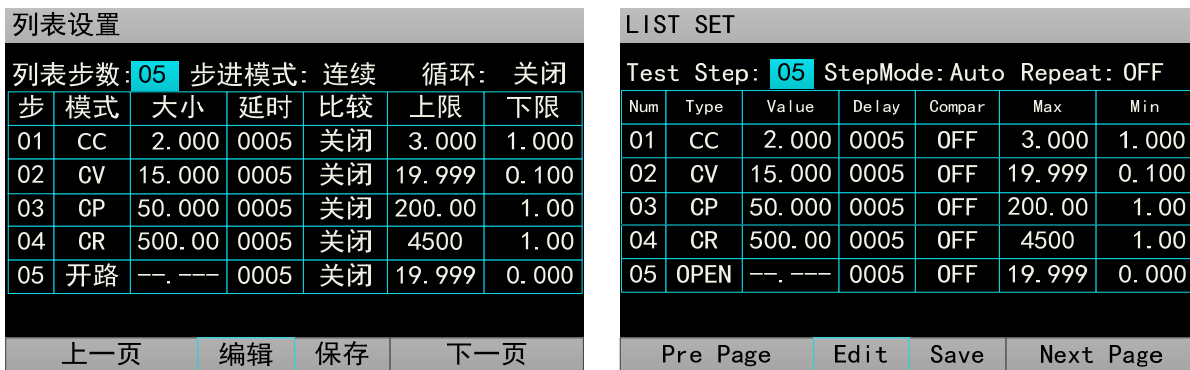 列表设置
列表步数:05 步进模式: 连续 循环: 关闭
步 模式 大小 延时 比较 上限 下限
01 CC 2.000 0005 关闭 3.000 1.000
02 CV 15.000 0005 关闭 19.999 0.100
03 CP 50.000 0005 关闭 200.00 1.00
04 CR 500.00 0005 关闭 4500 1.00
05 开路 --.--- 0005 关闭 19.999 0.000
上一页 编辑 保存 下一页
LIST SET
Test Step: 05 StepMode:Auto Repeat:OFF
Num Type Value Delay Compar Max Min
01 CC 2.000 0005 OFF 3.000 1.000
02 CV 15.000 0005 OFF 19.999 0.100
03 CP 50.000 0005 OFF 200.00 1.00
04 CR 500.00 0005 OFF 4500 1.00
05 OPEN --.--- 0005 OFF 19.999 0.000
Pre Page Edit Save Next Page